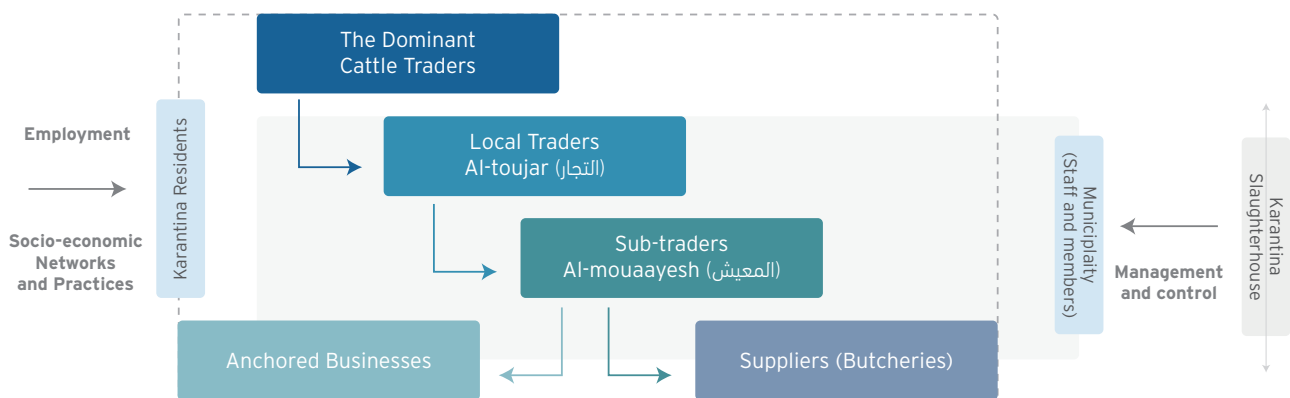 The Dominant
Cattle Traders
Employment
Socio-economic
Networks
and Practices
Karantina Residents
Local Traders
Al-toujar (التجار)
Sub-traders
Al-mouaayesh (المعيش)
Anchored Businesses
Suppliers (Butcheries)
Municiplaity
(Staff and members)
Management
and control
Karantina
Slaughterhouse